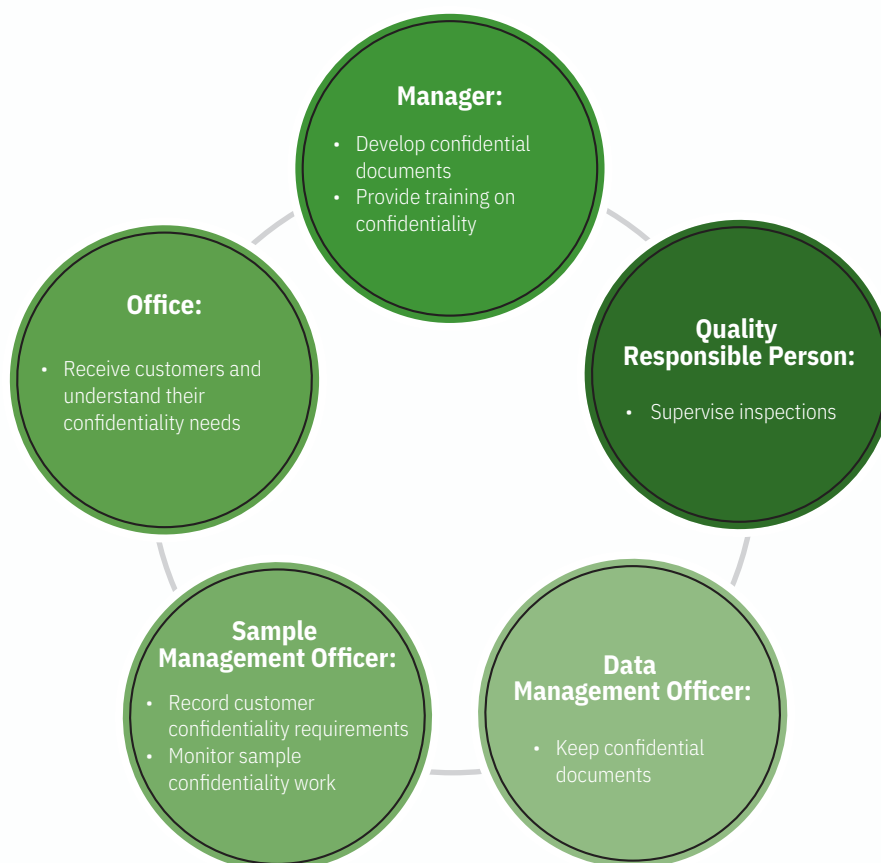 Manager:
• Develop confidential
documents
• Provide training on
confidentiality
Office:
• Receive customers and
understand their
confidentiality needs
Quality
Responsible Person:
• Supervise inspections
Sample
Management Officer:
• Record customer
confidentiality requirements
• Monitor sample
confidentiality work
Data
Management Officer:
• Keep confidential
documents